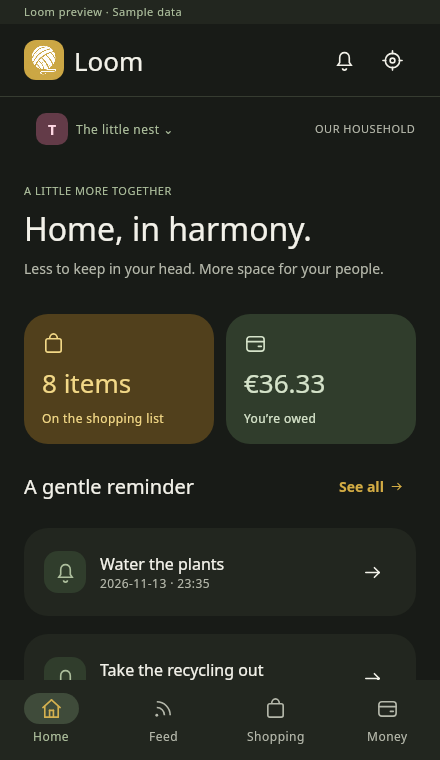 Loom preview · Sample data
Loom
T
The little nest
OUR HOUSEHOLD
A LITTLE MORE TOGETHER
Home, in harmony.
Less to keep in your head. More space for your people.
8 items
On the shopping list
€36.33
You're owed
A gentle reminder
See all →
Water the plants
2026-11-13 · 23:35
Take the recycling out
Home
Feed
Shopping
Money